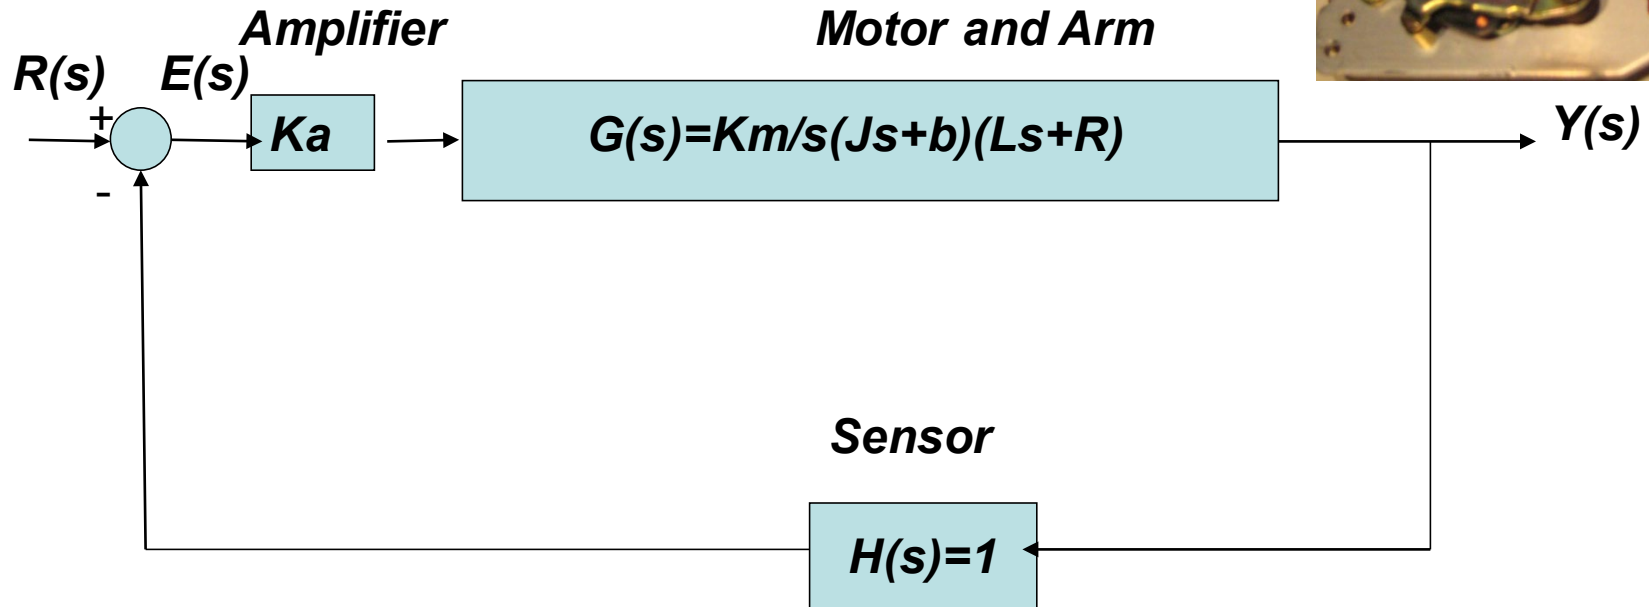 Amplifier
Motor and Arm
R(s)
E(s)
+
Ka
G(s)=Km/s(Js+b)(Ls+R)
Y(s)
-
Sensor
H(s)=1